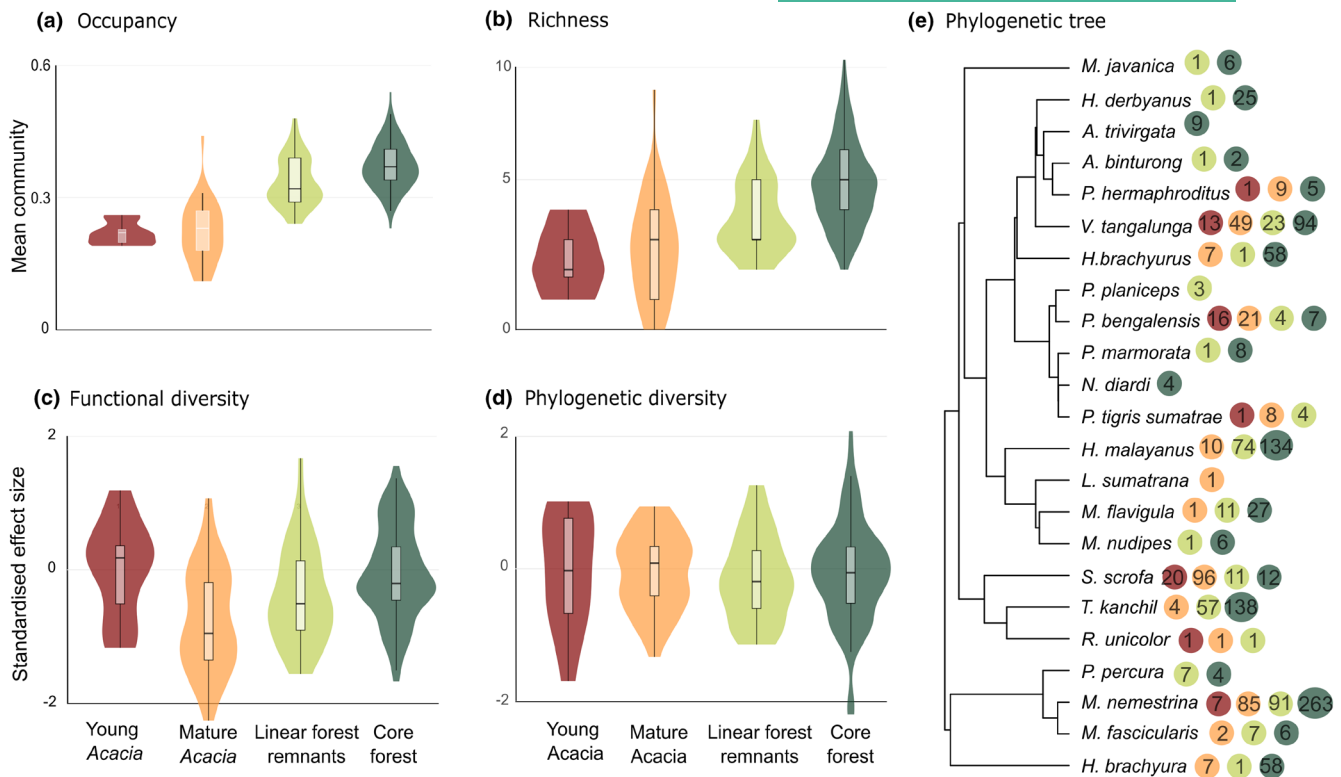 (a) Occupancy
0.6
0.3
0
Mean community
(b) Richness
10
5
0
(c) Functional diversity
2
0
-2
Standardised effect size
Young Acacia
Mature Acacia
Linear forest remnants
Core forest
(d) Phylogenetic diversity
2
0
-2
Young Acacia
Mature Acacia
Linear forest remnants
Core forest
(e) Phylogenetic tree
M. javanica 1 6
H. derbyanus 1 25
A. trivirgata 9
A. binturong 1 2
P. hermaphroditus 1 9 5
V. tangalunga 13 49 23 94
H.brachyurus 7 1 58
P. planiceps 3
P. bengalensis 16 21 4 7
P. marmorata 1 8
N. diardi 4
P. tigris sumatrae 1 8 4
H. malayanus 10 74 134
L. sumatrana 1
M. flavigula 1 11 27
M. nudipes 1 6
S. scrofa 20 96 11 12
T. kanchil 4 57 138
R. unicolor 1 1 1
P. percura 7 4
M. nemestrina 7 85 91 263
M. fascicularis 2 7 6
H. brachyura 7 1 58